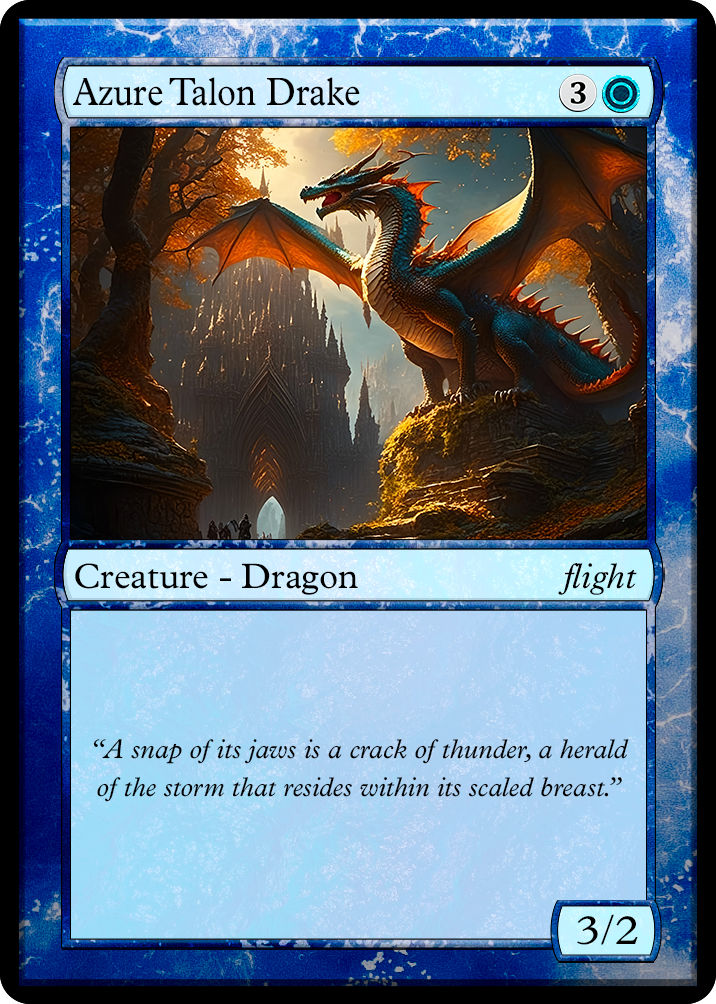 Azure Talon Drake 3
Creature - Dragon flight
“A snap of its jaws is a crack of thunder, a herald
of the storm that resides within its scaled breast.”
3/2